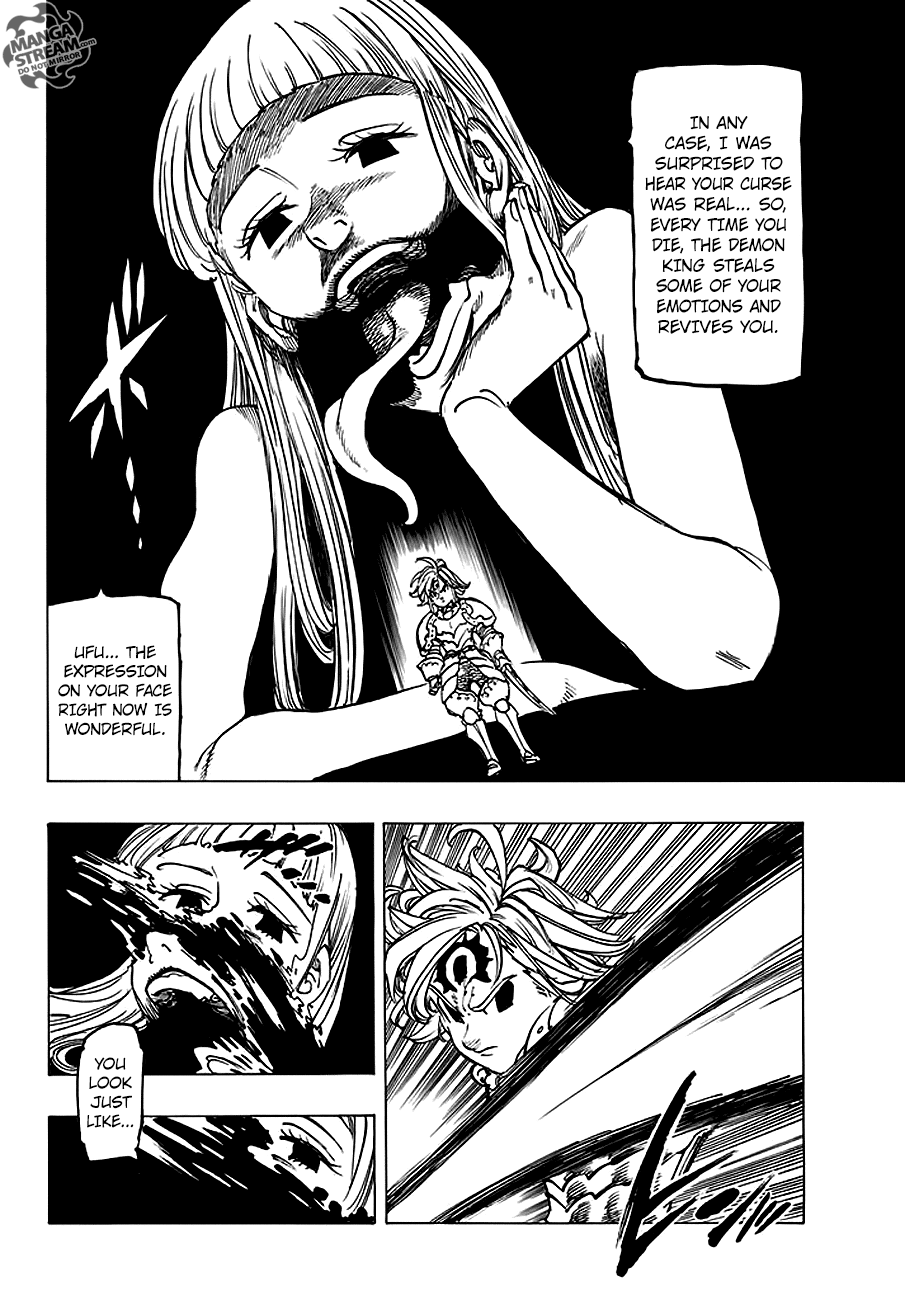 MANGA
STREAM.com
DO NOT MIRROR
IN ANY
CASE, I WAS
SURPRISED TO
HEAR YOUR CURSE
WAS REAL... SO,
EVERY TIME YOU
DIE, THE DEMON
KING STEALS
SOME OF YOUR
EMOTIONS AND
REVIVES YOU.
UFU... THE
EXPRESSION
ON YOUR FACE
RIGHT NOW IS
WONDERFUL.
YOU
LOOK
JUST
LIKE...